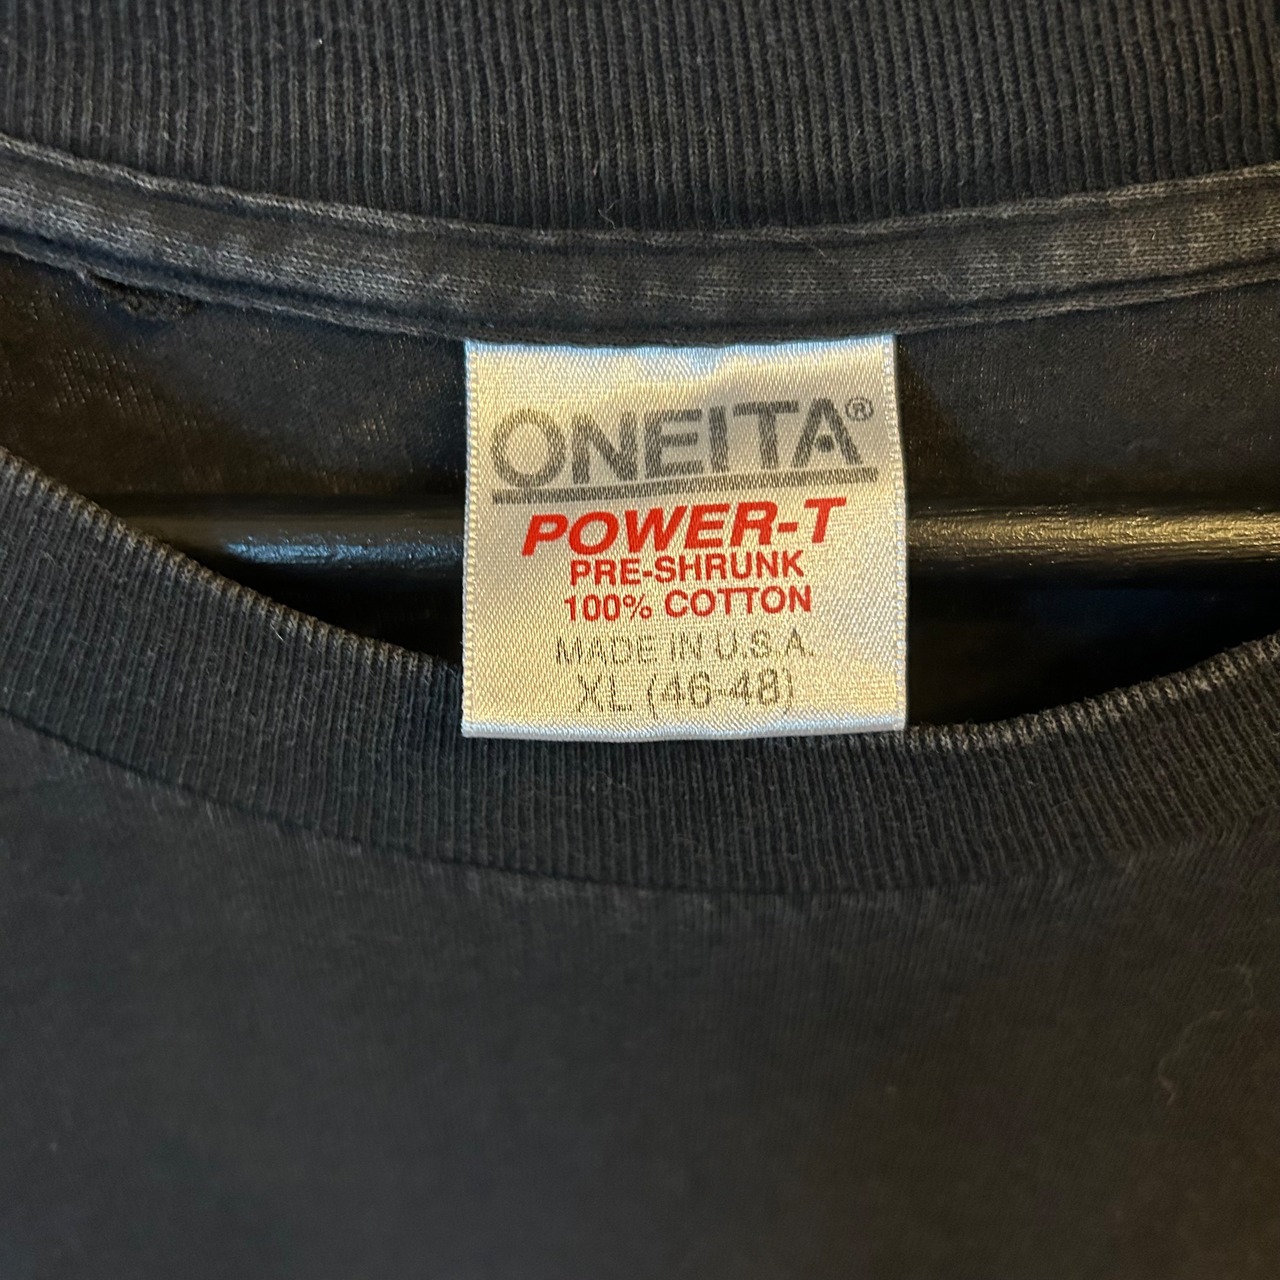 ONEITA®
POWER-T
PRE-SHRUNK
100% COTTON
MADE IN U.S.A.
XL (46-48)